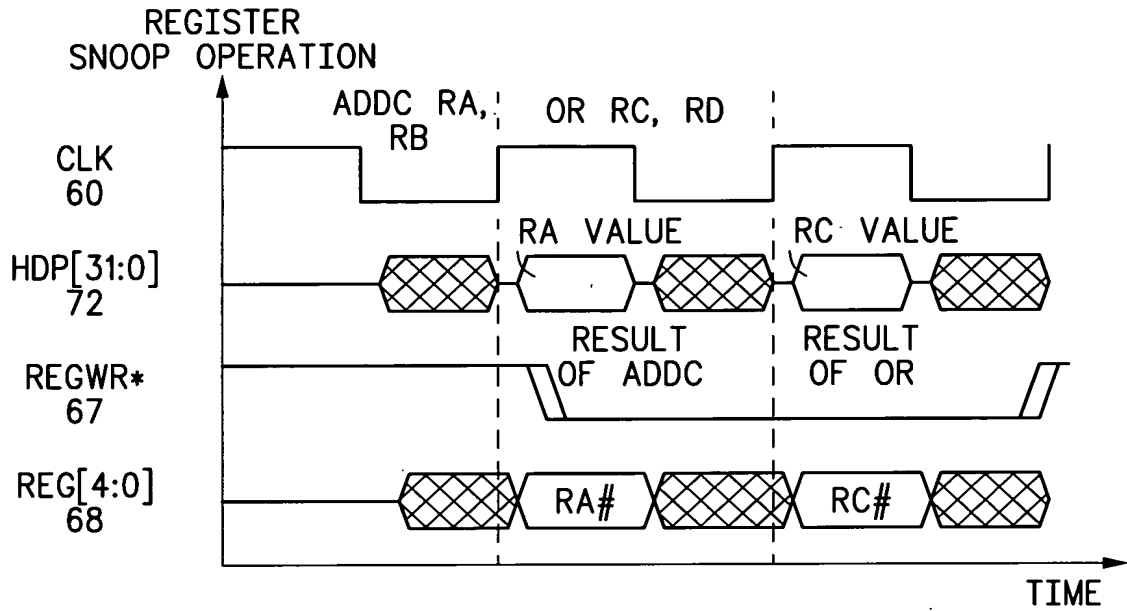 REGISTER
SNOOP OPERATION
ADDC RA,
RB
OR RC, RD
CLK
60
RA VALUE
RC VALUE
HDP[31:0]
72
RESULT
OF ADDC
RESULT
OF OR
REGWR*
67
REG[4:0]
68
RA#
RC#
TIME